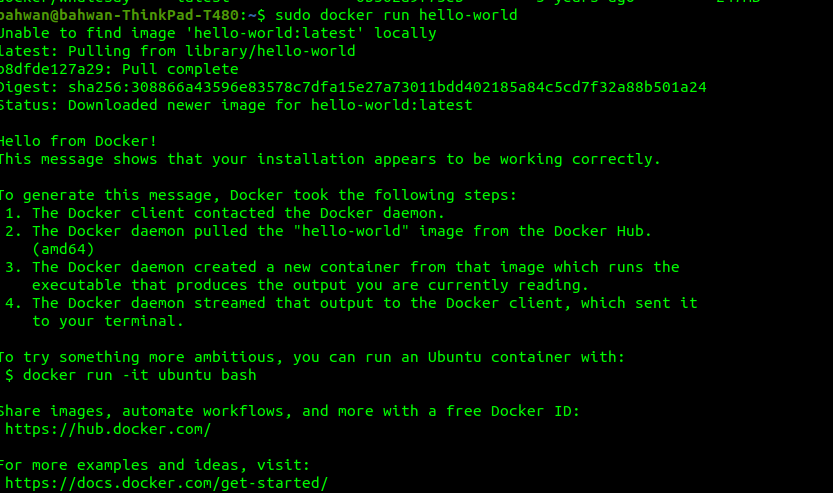 bahwan@bahwan-ThinkPad-T480:~$ sudo docker run hello-world
Unable to find image 'hello-world:latest' locally
latest: Pulling from library/hello-world
b8dfde127a29: Pull complete
Digest: sha256:308866a43596e83578c7dfa15e27a73011bdd402185a84c5cd7f32a88b501a24
Status: Downloaded newer image for hello-world:latest
Hello from Docker!
This message shows that your installation appears to be working correctly.
To generate this message, Docker took the following steps:
1. The Docker client contacted the Docker daemon.
2. The Docker daemon pulled the "hello-world" image from the Docker Hub.
(amd64)
3. The Docker daemon created a new container from that image which runs the
executable that produces the output you are currently reading.
4. The Docker daemon streamed that output to the Docker client, which sent it
to your terminal.
To try something more ambitious, you can run an Ubuntu container with:
$ docker run -it ubuntu bash
Share images, automate workflows, and more with a free Docker ID:
https://hub.docker.com/
For more examples and ideas, visit:
https://docs.docker.com/get-started/